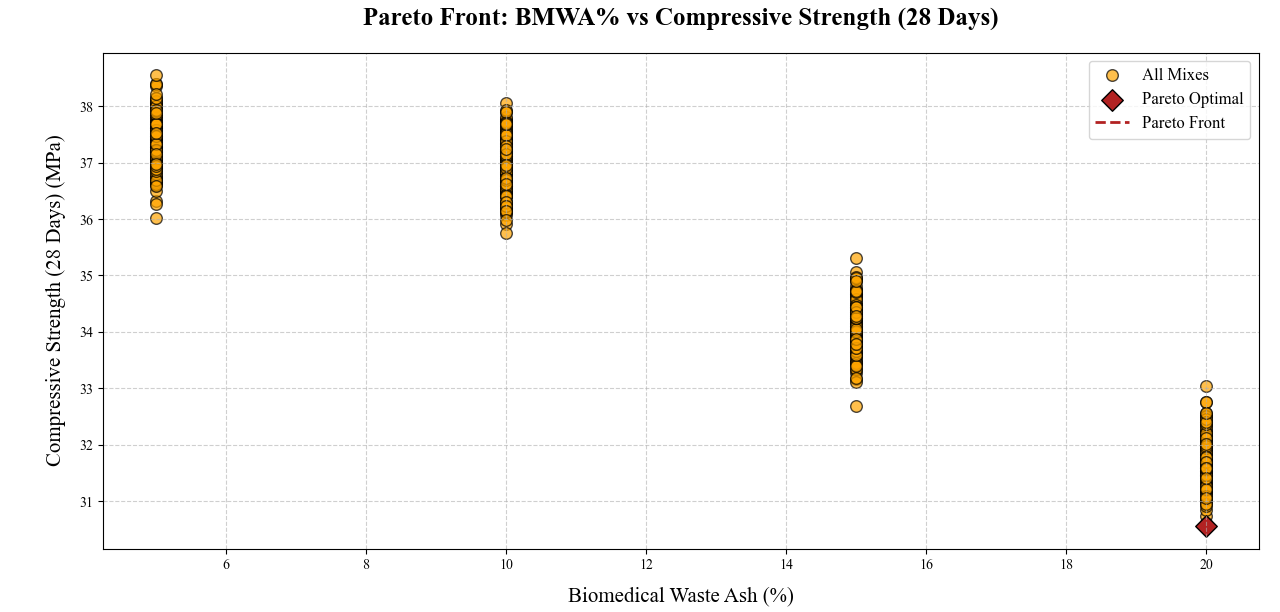 Pareto Front: BMWA% vs Compressive Strength (28 Days)
All Mixes
Pareto Optimal
Pareto Front
Compressive Strength (28 Days) (MPa)
38
37
36
35
34
33
32
31
6 8 10 12 14 16 18 20
Biomedical Waste Ash (%)